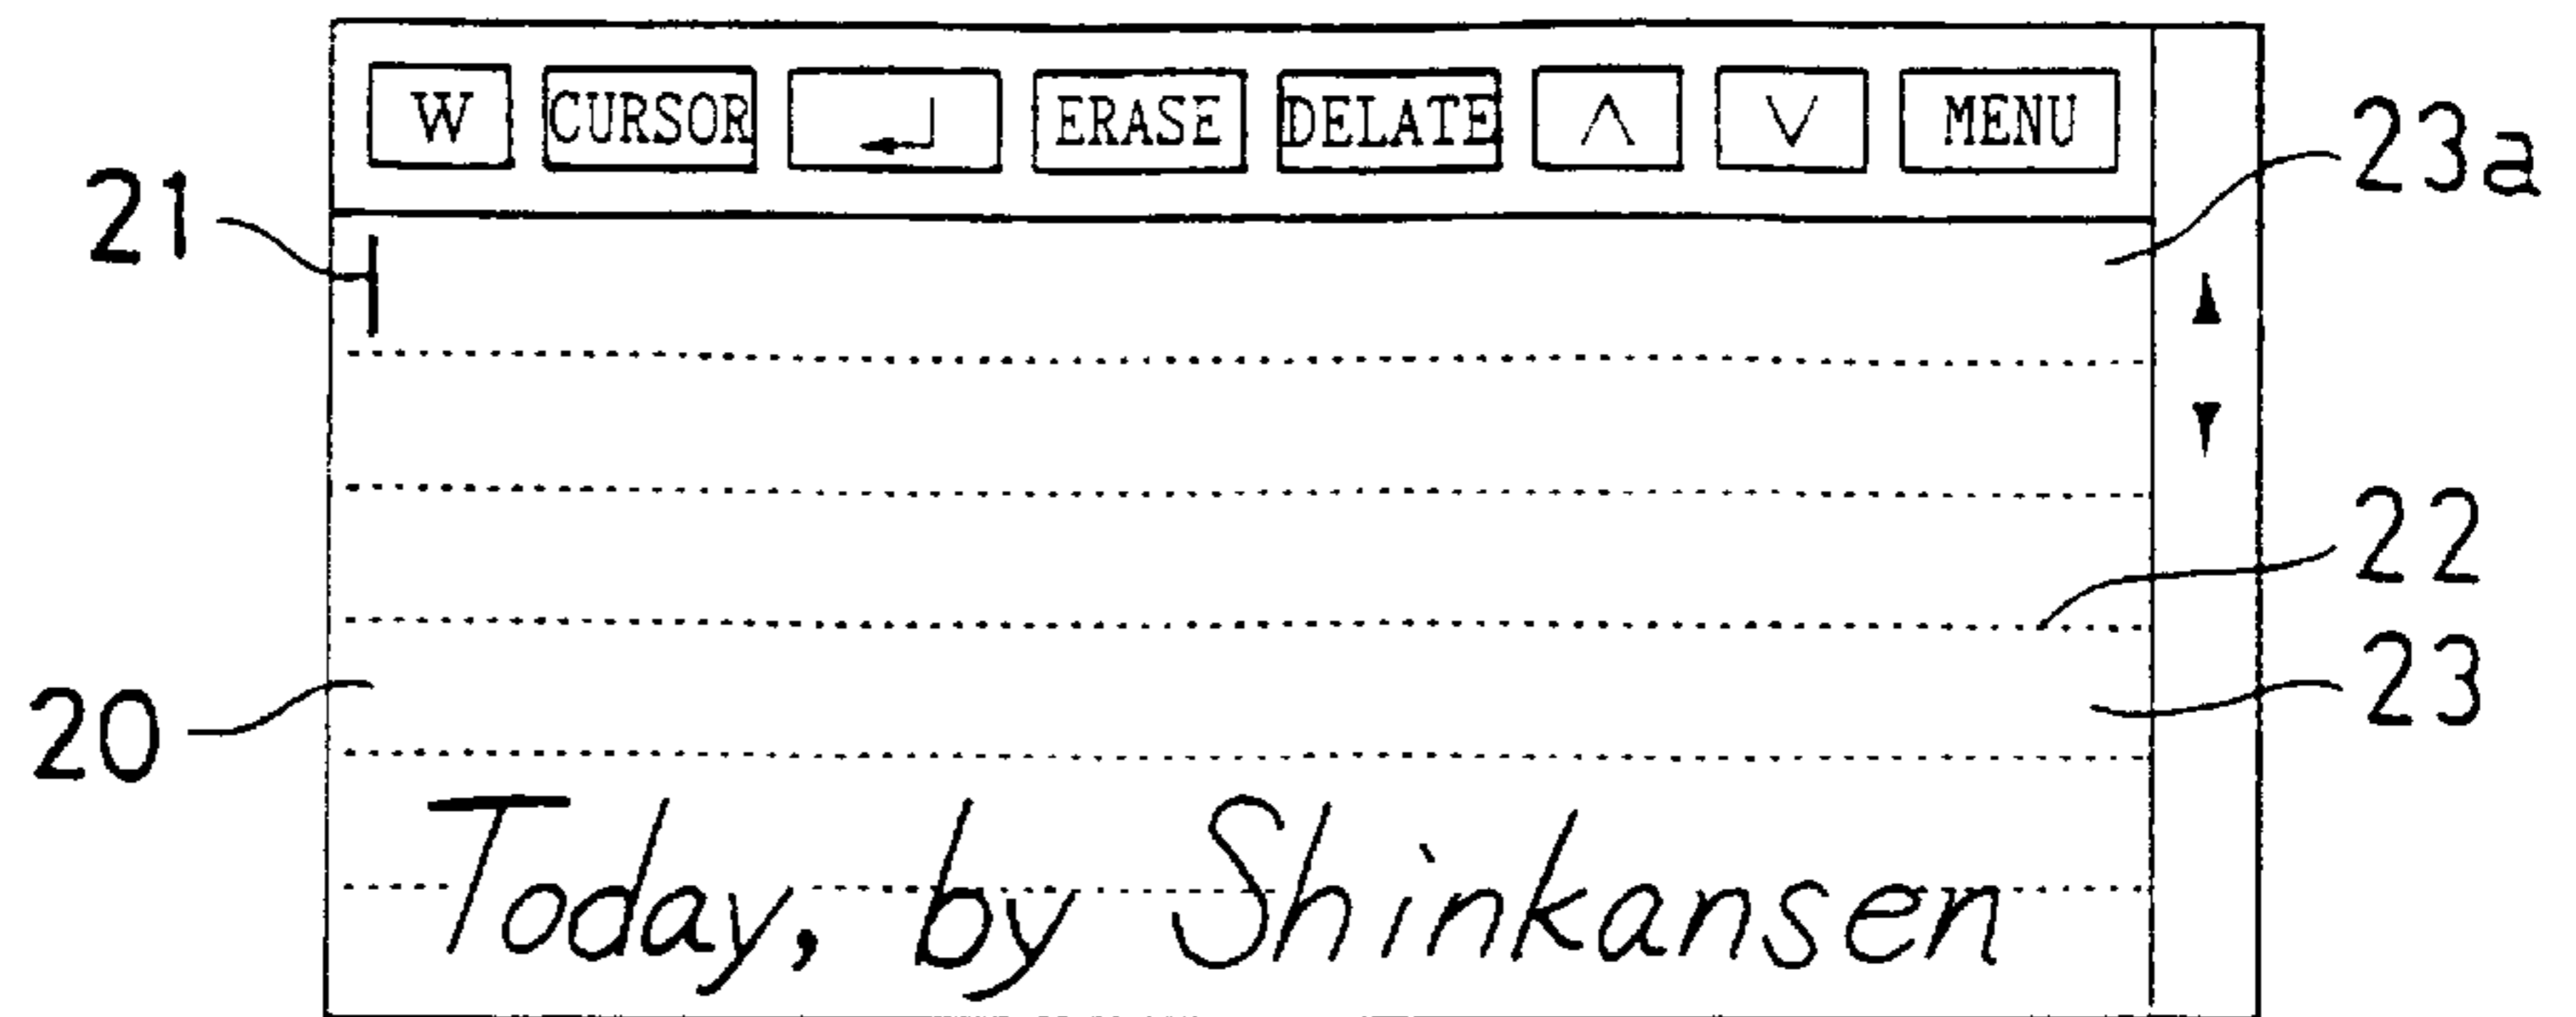 W CURSOR ERASE DELATE ∧ ∨ MENU
23a
21
22
23
20
Today, by Shinkansen